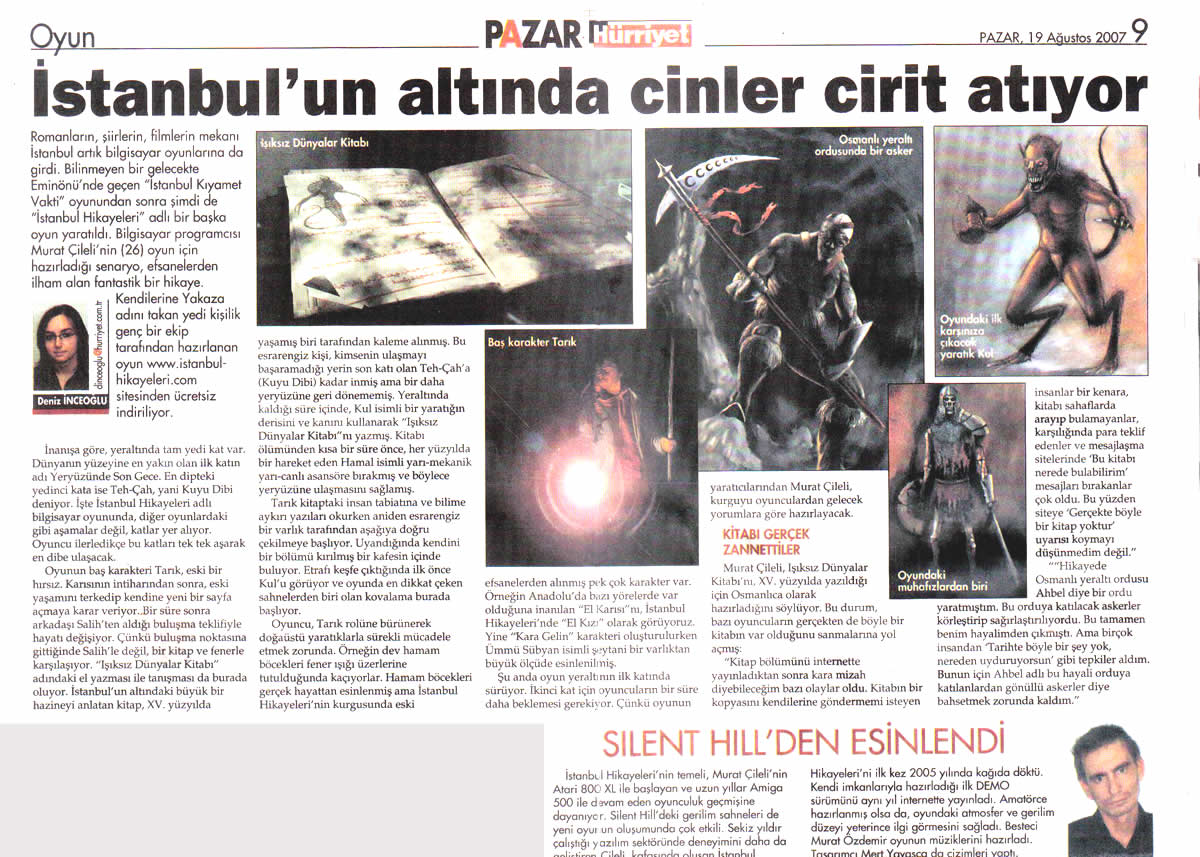 Oyun
PAZAR Hürriyet
PAZAR, 19 Ağustos 2007 9
İstanbul'un altında cinler cirit atıyor
Romanların, şiirlerin, filmlerin mekanı
İstanbul artık bilgisayar oyunlarına da
girdi. Bilinmeyen bir gelecekte
Eminönü'nde geçen "İstanbul Kıyamet
Vakti" oyunundan sonra şimdi de
"İstanbul Hikayeleri" adlı bir başka
oyun yaratıldı. Bilgisayar programcısı
Murat Çileli'nin (26) oyun için
hazırladığı senaryo, efsanelerden
ilham alan fantastik bir hikaye.
Kendilerine Yakaza
adını takan yedi kişilik
genç bir ekip
tarafından hazırlanan
oyun www.istanbul-
hikayeleri.com
sitesinden ücretsiz
indiriliyor.
dinceoglu@hurriyet.com.tr
Deniz İNCEOĞLU
İnanışa göre, yeraltında tam yedi kat var.
Dünyanın yüzeyine en yakın olan ilk katın
adı Yeryüzünde Son Gece. En dipteki
yedinci kata ise Teh-Çah, yani Kuyu Dibi
deniyor. İşte İstanbul Hikayeleri adlı
bilgisayar oyununda, diğer oyunlardaki
gibi aşamalar değil, katlar yer alıyor.
Oyuncu ilerledikçe bu katları tek tek aşarak
en dibe ulaşacak.
Oyunun baş karakteri Tarık, eski bir
hırsız. Karısının intiharından sonra, eski
yaşamını terkedip kendine yeni bir sayfa
açmaya karar veriyor..Bir süre sonra
arkadaşı Salih'ten aldığı buluşma teklifiyle
hayatı değişiyor. Çünkü buluşma noktasına
gittiğinde Salih'le değil, bir kitap ve fenerle
karşılaşıyor. "Işıksız Dünyalar Kitabı"
adındaki el yazması ile tanışması da burada
oluyor. İstanbul'un altındaki büyük bir
hazineyi anlatan kitap, XV. yüzyılda
Işıksız Dünyalar Kitabı
yaşamış biri tarafından kaleme alınmış. Bu
esrarengiz kişi, kimsenin ulaşmayı
başaramadığı yerin son katı olan Teh-Çah'a
(Kuyu Dibi) kadar inmiş ama bir daha
yeryüzüne geri dönememiş. Yeraltında
kaldığı süre içinde, Kul isimli bir yaratığın
derisini ve kanını kullanarak "Işıksız
Dünyalar Kitabı"nı yazmış. Kitabı
ölümünden kısa bir süre önce, her yüzyılda
bir hareket eden Hamal isimli yarı-mekanik
yarı-canlı asansöre bırakmış ve böylece
yeryüzüne ulaşmasını sağlamış.
Tarık kitaptaki insan tabiatına ve bilime
aykırı yazıları okurken aniden esrarengiz
bir varlık tarafından aşağıya doğru
çekilmeye başlıyor. Uyandığında kendini
bir bölümü kırılmış bir kafesin içinde
buluyor. Etrafı keşfe çıktığında ilk önce
Kul'u görüyor ve oyunda en dikkat çeken
sahnelerden biri olan kovalama burada
başlıyor.
Oyuncu, Tarık rolüne bürünerek
doğaüstü yaratıklarla sürekli mücadele
etmek zorunda. Örneğin dev hamam
böcekleri fener ışığı üzerlerine
tutulduğunda kaçıyorlar. Hamam böcekleri
gerçek hayattan esinlenmiş ama İstanbul
Hikayeleri'nin kurgusunda eski
Baş karakter Tarık
efsanelerden alınmış pek çok karakter var.
Örneğin Anadolu'da bazı yörelerde var
olduğuna inanılan "El Karısı"nı, İstanbul
Hikayeleri'nde "El Kızı" olarak görüyoruz.
Yine "Kara Gelin" karakteri oluşturulurken
Ümmü Sübyan isimli şeytani bir varlıktan
büyük ölçüde esinlenilmiş.
Şu anda oyun yeraltının ilk katında
sürüyor. İkinci kat için oyuncuların bir süre
daha beklemesi gerekiyor. Çünkü oyunun
Osmanlı yeraltı
ordusunda bir asker
yaratıcılarından Murat Çileli,
kurguyu oyunculardan gelecek
yorumlara göre hazırlayacak.
KİTABI GERÇEK
ZANNETTİLER
Murat Çileli, Işıksız Dünyalar
Kitabı'nı, XV. yüzyılda yazıldığı
için Osmanlıca olarak
hazırladığını söylüyor. Bu durum,
bazı oyuncuların gerçekten de böyle bir
kitabın var olduğunu sanmalarına yol
açmış:
"Kitap bölümünü internette
yayınladıktan sonra kara mizah
diyebileceğim bazı olaylar oldu. Kitabın bir
kopyasını kendilerine göndermemi isteyen
Oyundaki ilk
karşınıza
çıkacak
yaratık Kul
Oyundaki
muhafızlardan biri
insanlar bir kenara,
kitabı sahaflarda
arayıp bulamayanlar,
karşılığında para teklif
edenler ve mesajlaşma
sitelerinde 'Bu kitabı
nerede bulabilirim'
mesajları bırakanlar
çok oldu. Bu yüzden
siteye 'Gerçekte böyle
bir kitap yoktur'
uyarısı koymayı
düşünmedim değil."
""Hikayede
Osmanlı yeraltı ordusu
Ahbel diye bir ordu
yaratmıştım. Bu orduya katılacak askerler
körleştirip sağırlaştırılıyordu. Bu tamamen
benim hayalimden çıkmıştı. Ama birçok
insandan 'Tarihte böyle bir şey yok,
nereden uyduruyorsun' gibi tepkiler aldım.
Bunun için Ahbel adlı bu hayali orduya
katılanlardan gönüllü askerler diye
bahsetmek zorunda kaldım."
SILENT HILL'DEN ESİNLENDİ
İstanbul Hikayeleri'nin temeli, Murat Çileli'nin
Atari 800 XL ile başlayan ve uzun yıllar Amiga
500 ile devam eden oyunculuk geçmişine
dayanıyor. Silent Hill'deki gerilim sahneleri de
yeni oyunun oluşumunda çok etkili. Sekiz yıldır
çalıştığı yazılım sektöründe deneyimini daha da
geliştiren Çileli, kafasında oluşan İstanbul
Hikayeleri'ni ilk kez 2005 yılında kağıda döktü.
Kendi imkanlarıyla hazırladığı ilk DEMO
sürümünü aynı yıl internette yayınladı. Amatörce
hazırlanmış olsa da, oyundaki atmosfer ve gerilim
düzeyi yeterince ilgi görmesini sağladı. Besteci
Murat Özdemir oyunun müziklerini hazırladı.
Tasarımcı Mert Yavaşca da çizimleri yaptı.